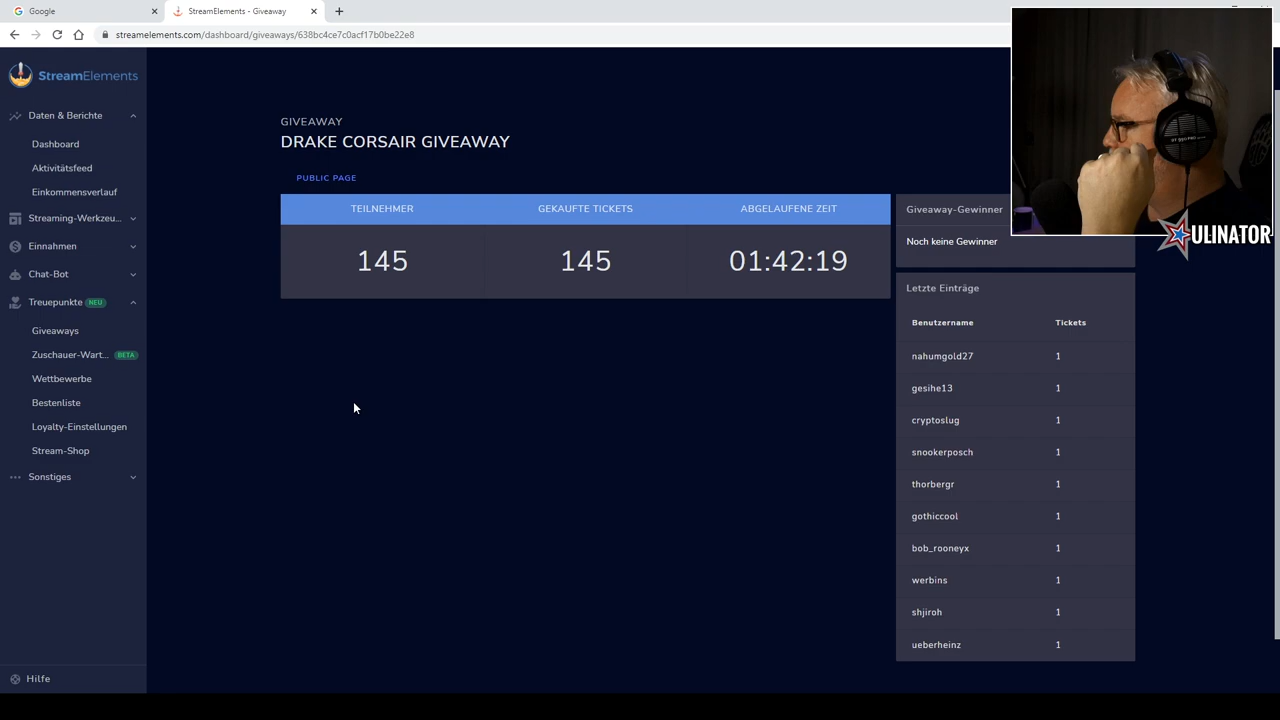 Google
StreamElements - Giveaway
streamelements.com/dashboard/giveaways/638bc4ce7c0acf17b0be22e8
StreamElements
Daten & Berichte
Dashboard
Aktivitätsfeed
Einkommensverlauf
Streaming-Werkzeu...
Einnahmen
Chat-Bot
Treuepunkte NEU
Giveaways
Zuschauer-Wart... BETA
Wettbewerbe
Bestenliste
Loyalty-Einstellungen
Stream-Shop
Sonstiges
Hilfe
GIVEAWAY
DRAKE CORSAIR GIVEAWAY
PUBLIC PAGE
TEILNEHMER GEKAUFTE TICKETS ABGELAUFENE ZEIT
145 145 01:42:19
Giveaway-Gewinner
Noch keine Gewinner
Letzte Einträge
Benutzername Tickets
nahumgold27 1
gesihe13 1
cryptoslug 1
snookerposch 1
thorbergr 1
gothiccool 1
bob_rooneyx 1
werbins 1
shjiroh 1
ueberheinz 1
ULINATOR